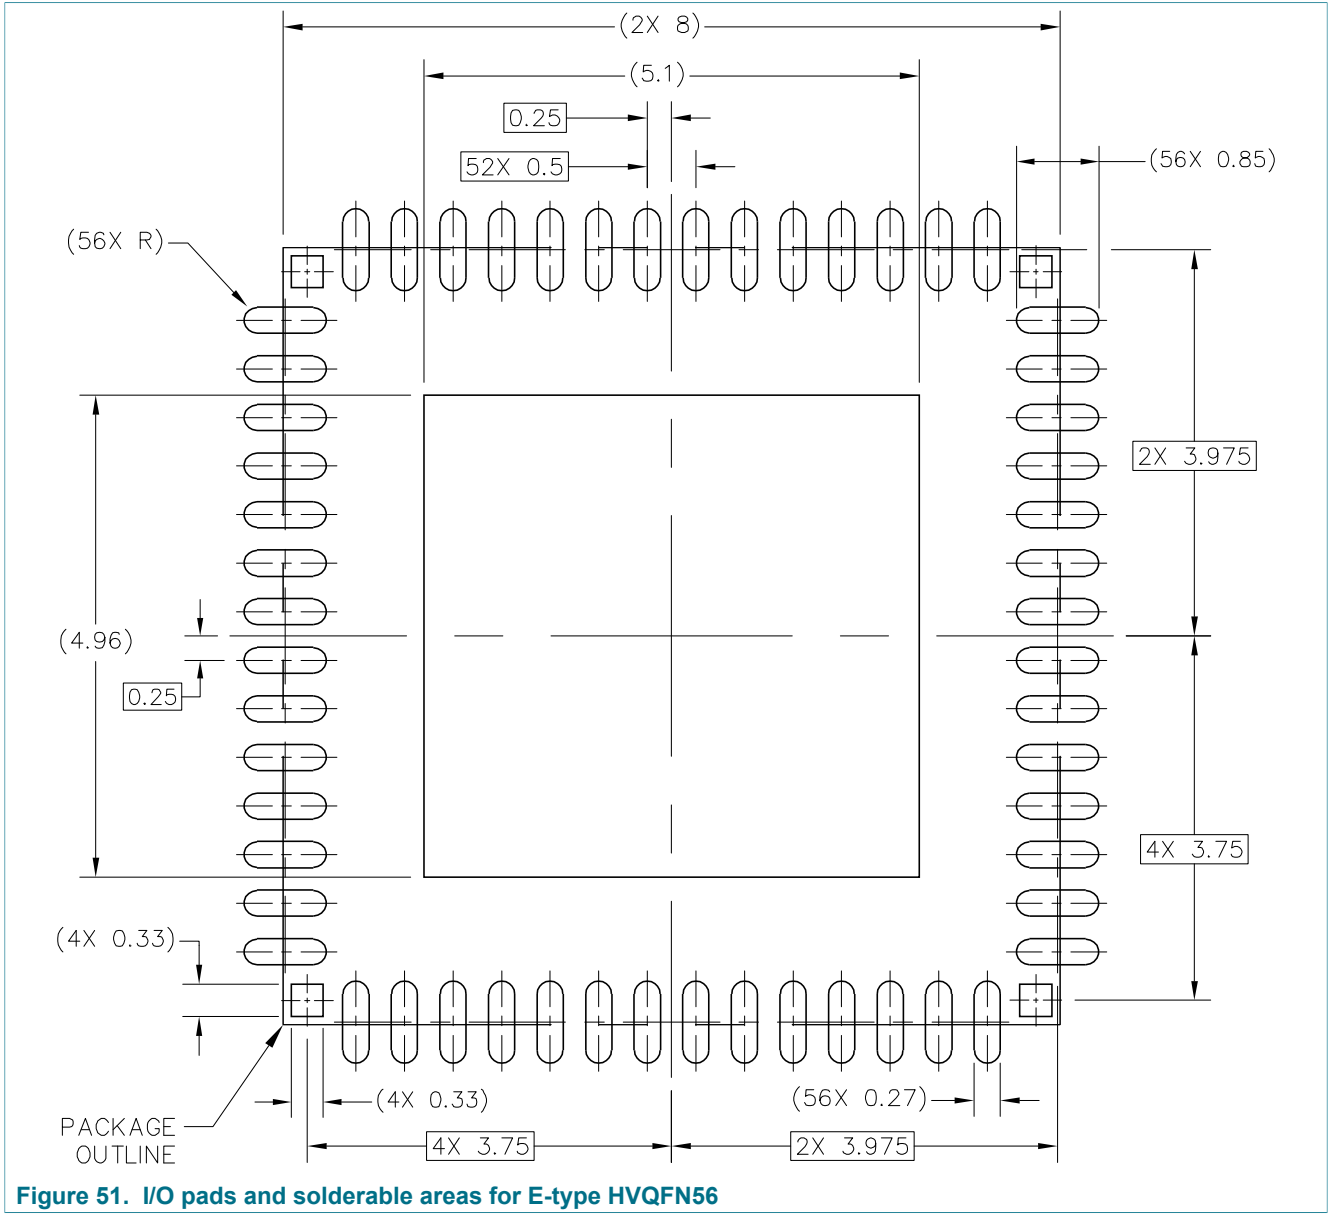 (2X 8)
(5.1)
0.25
52X 0.5
(56X 0.85)
(56X R)
2X 3.975
(4.96)
0.25
4X 3.75
(4X 0.33)
(4X 0.33)
(56X 0.27)
PACKAGE
OUTLINE
4X 3.75
2X 3.975
Figure 51. I/O pads and solderable areas for E-type HVQFN56